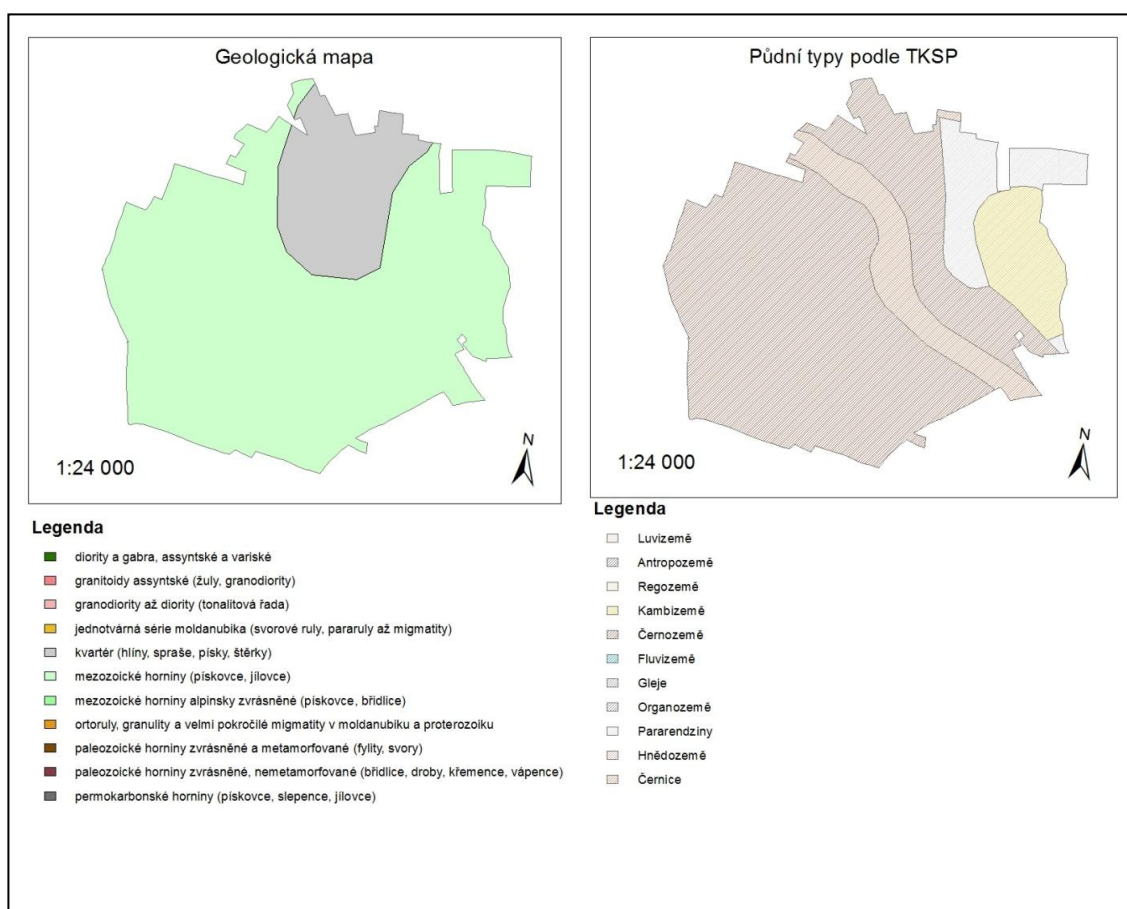 Geologická mapa
N
1:24 000
Legenda
diority a gabra, assyntské a variské
granitoidy assyntské (žuly, granodiority)
granodiority až diority (tonalitová řada)
jednotvárná série moldanubika (svorové ruly, pararuly až migmatity)
kvartér (hlíny, spraše, písky, štěrky)
mezozoické horniny (pískovce, jílovce)
mezozoické horniny alpinsky zvrásněné (pískovce, břidlice)
ortoruly, granulity a velmi pokročilé migmatity v moldanubiku a proterozoiku
paleozoické horniny zvrásněné a metamorfované (fylity, svory)
paleozoické horniny zvrásněné, nemetamorfované (břidlice, droby, křemence, vápence)
permokarbonské horniny (pískovce, slepence, jílovce)
Půdní typy podle TKSP
N
1:24 000
Legenda
Luvizemě
Antropozemě
Regozemě
Kambizemě
Černozemě
Fluvizemě
Gleje
Organozemě
Pararendziny
Hnědozemě
Černice